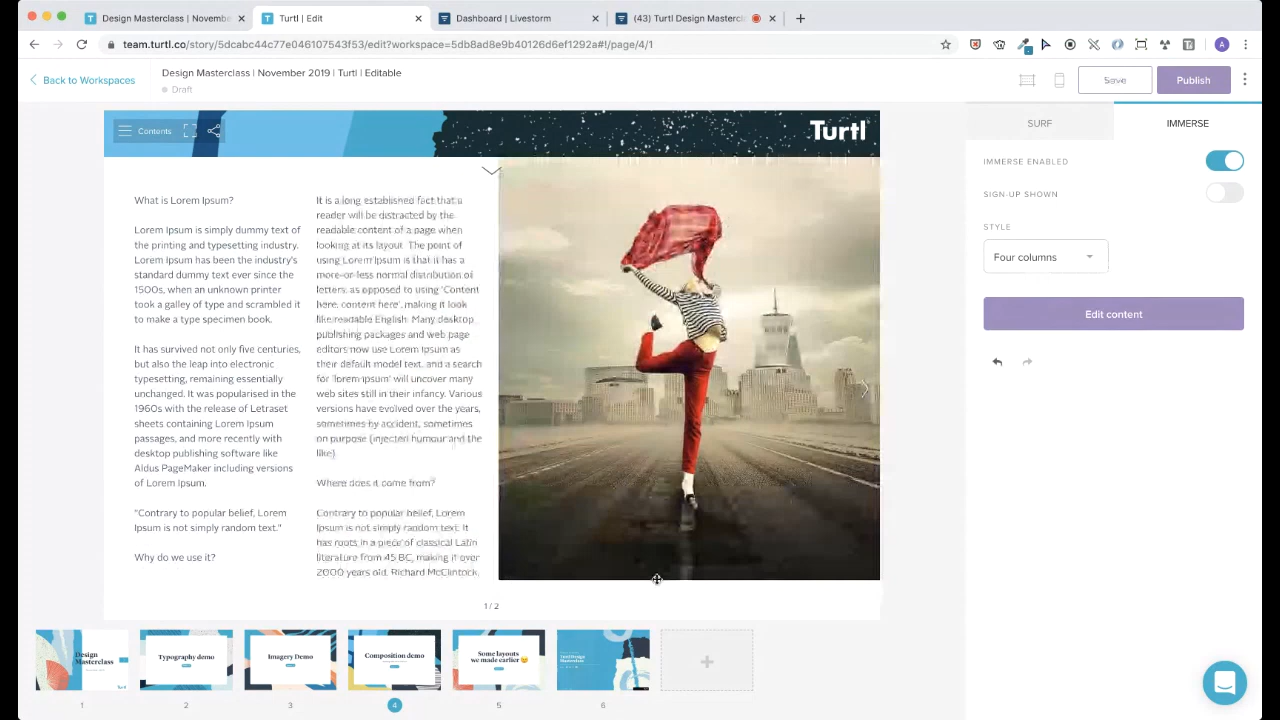 Design Masterclass | Novembe
Turtl | Edit
Dashboard | Livestorm
(43) Turtl Design Mastercl
team.turtl.co/story/5dcabc44c77e046107543f53/edit?workspace=5db8ad8e9b40126d6ef1292a#!/page/4/1
A
Back to Workspaces
Design Masterclass | November 2019 | Turtl | Editable
Draft
Save
Publish
Contents
Turtl
SURF
IMMERSE
IMMERSE ENABLED
SIGN-UP SHOWN
STYLE
Four columns
Edit content
What is Lorem Ipsum?
Lorem Ipsum is simply dummy text of
the printing and typesetting industry.
Lorem Ipsum has been the industry's
standard dummy text ever since the
1500s, when an unknown printer
took a galley of type and scrambled it
to make a type specimen book.
It has survived not only five centuries,
but also the leap into electronic
typesetting, remaining essentially
unchanged. It was popularised in the
1960s with the release of Letraset
sheets containing Lorem Ipsum
passages, and more recently with
desktop publishing software like
Aldus PageMaker including versions
of Lorem Ipsum.
"Contrary to popular belief, Lorem
Ipsum is not simply random text."
Why do we use it?
It is a long established fact that a
reader will be distracted by the
readable content of a page when
looking at its layout. The point of
using Lorem Ipsum is that it has a
more-or-less normal distribution of
letters, as opposed to using 'Content
here, content here', making it look
like readable English. Many desktop
publishing packages and web page
editors now use Lorem Ipsum as
their default model text, and a search
for 'lorem ipsum' will uncover many
web sites still in their infancy. Various
versions have evolved over the years,
sometimes by accident, sometimes
on purpose (injected humour and the
like).
Where does it come from?
Contrary to popular belief, Lorem
Ipsum is not simply random text. It
has roots in a piece of classical Latin
literature from 45 BC, making it over
2000 years old. Richard McClintock,
1 / 2
Design
Masterclass
Typography demo
Imagery Demo
Composition demo
Some layouts
we made earlier
1
2
3
4
5
6